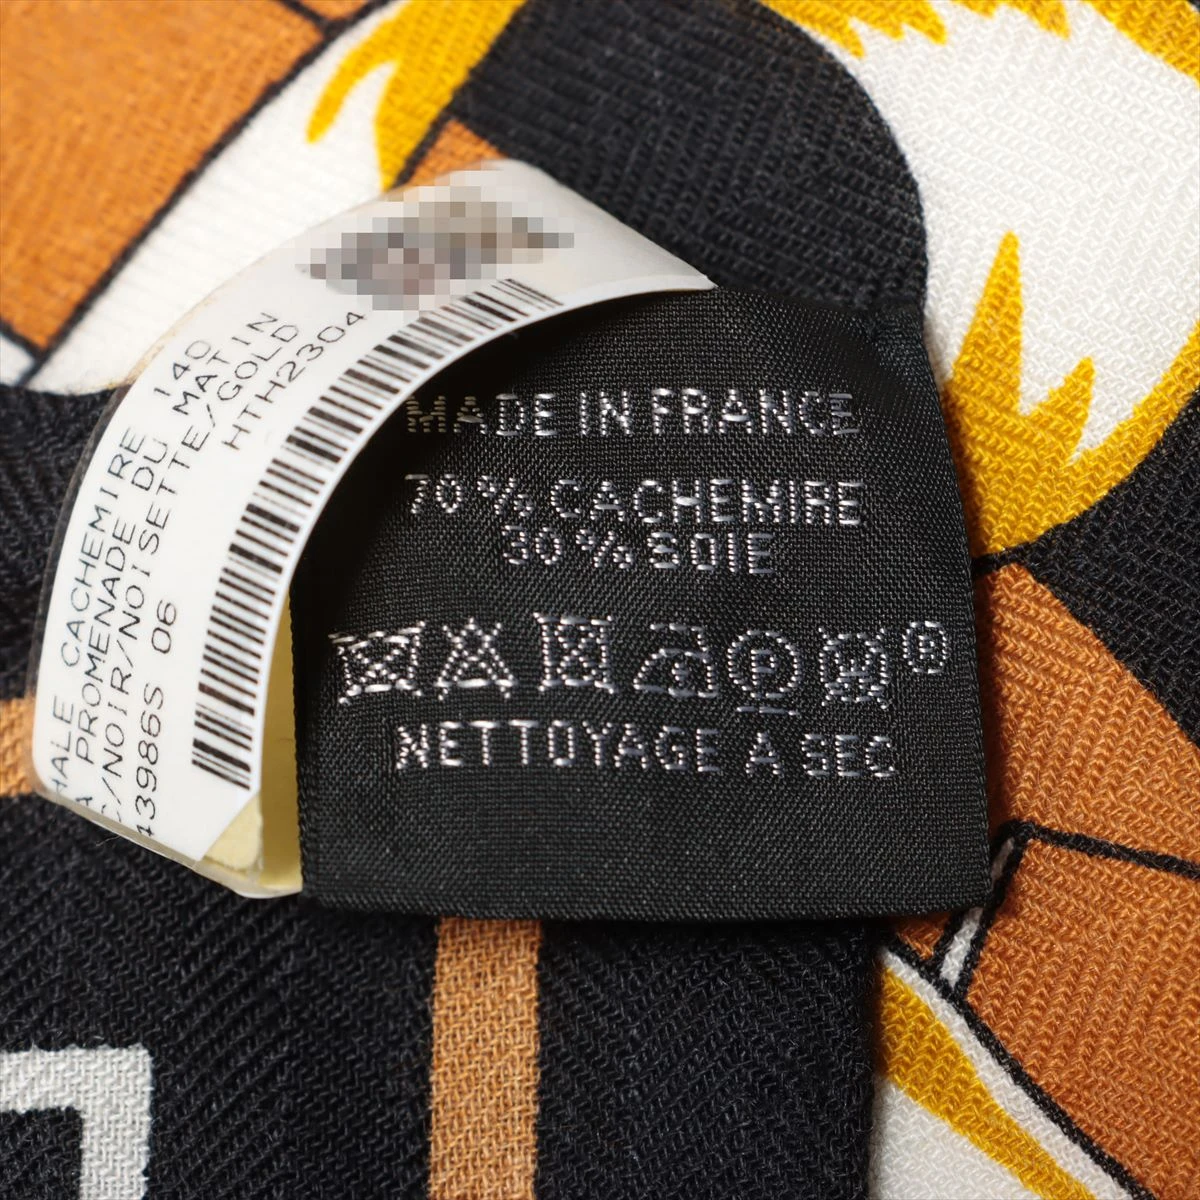 HALE CACHEMIRE 140
A PROMENADE DU MATIN
/NOIR/NOISETTE/GOLD
43986S 06 HTH2304
MADE IN FRANCE
70% CACHEMIRE
30% SOIE
P
®
NETTOYAGE A SEC